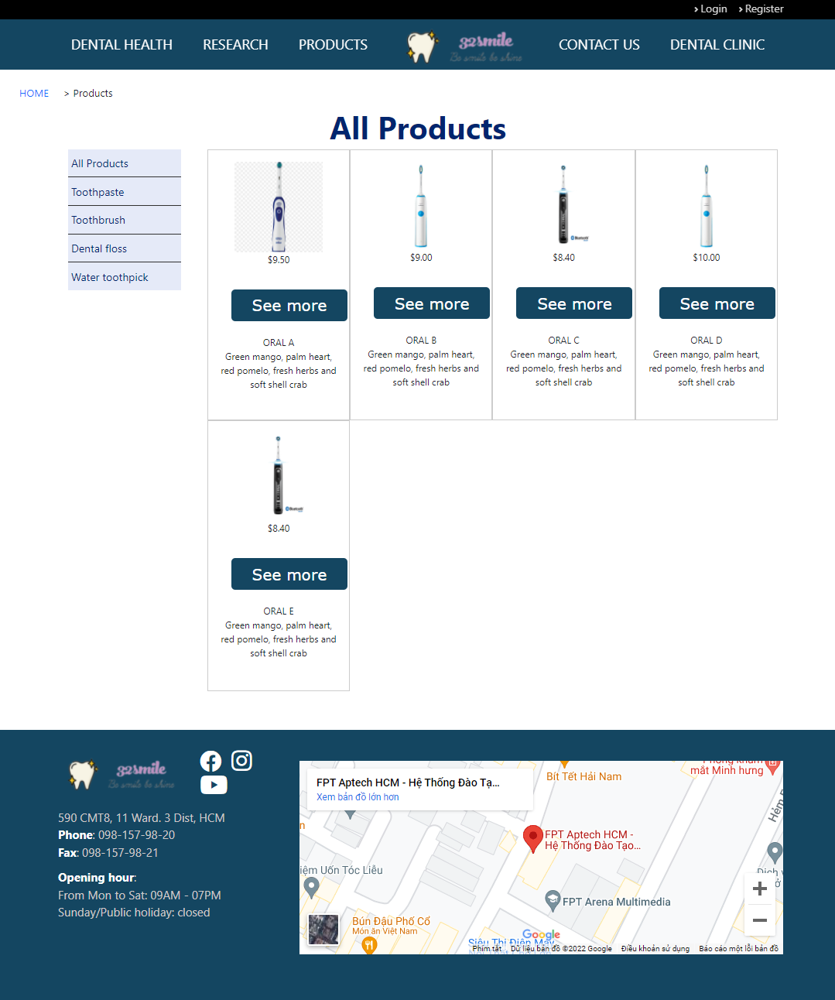 › Login › Register
DENTAL HEALTH RESEARCH PRODUCTS 32smile CONTACT US DENTAL CLINIC
Be smile be shine
HOME > Products
All Products
All Products
Toothpaste
Toothbrush
Dental floss
Water toothpick
$9.50
See more
ORAL A
Green mango, palm heart,
red pomelo, fresh herbs and
soft shell crab
$9.00
See more
ORAL B
Green mango, palm heart,
red pomelo, fresh herbs and
soft shell crab
Bluetooth
$8.40
See more
ORAL C
Green mango, palm heart,
red pomelo, fresh herbs and
soft shell crab
$10.00
See more
ORAL D
Green mango, palm heart,
red pomelo, fresh herbs and
soft shell crab
Bluetooth
$8.40
See more
ORAL E
Green mango, palm heart,
red pomelo, fresh herbs and
soft shell crab
32smile
Be smile be shine
590 CMT8, 11 Ward. 3 Dist, HCM
Phone: 098-157-98-20
Fax: 098-157-98-21
Opening hour:
From Mon to Sat: 09AM - 07PM
Sunday/Public holiday: closed
FPT Aptech HCM - Hệ Thống Đào Tạ...
Xem bản đồ lớn hơn
Bít Tết Hải Nam
Phòng khám
mắt Minh hưng
Hẻm
FPT Aptech HCM -
Hệ Thống Đào Tạo...
Uốn Tóc Liễu
Dịch
FPT Arena Multimedia
Bún Đậu Phố Cổ
Món ăn Việt Nam
Google
Siêu Thị Điện Máy
Phím tắt Dữ liệu bản đồ ©2022 Google Điều khoản sử dụng Báo cáo một lỗi bản đồ